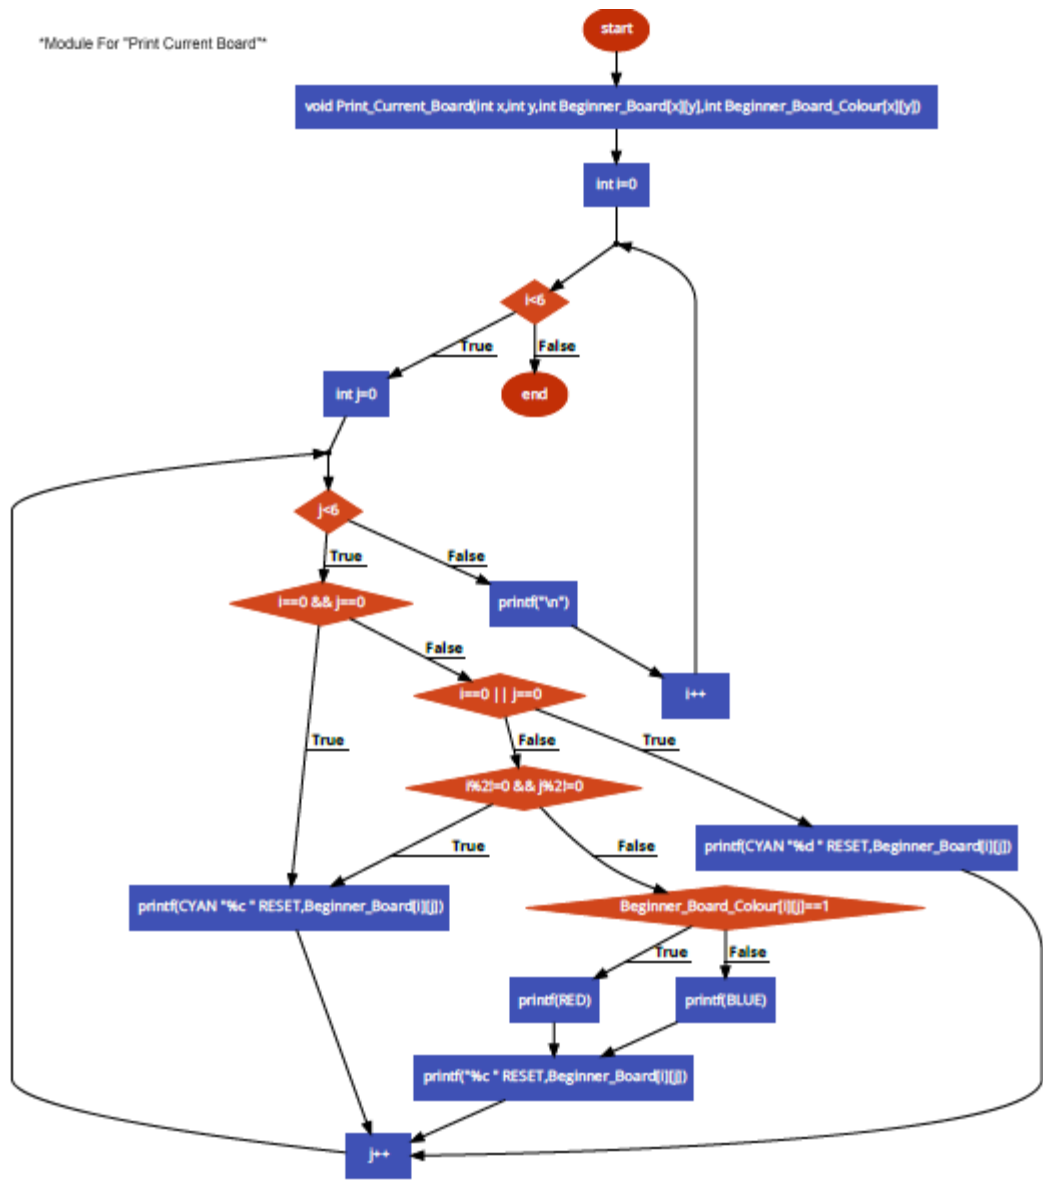 start
*Module For "Print Current Board"*
void Print_Current_Board(int x,int y,int Beginner_Board[x][y],int Beginner_Board_Colour[x][y])
int i=0
i<6
True
False
int j=0
end
j<6
True
False
i==0 && j==0
printf("\n")
False
i==0 || j==0
i++
True
False
True
i%2!=0 && j%2!=0
True
False
printf(CYAN "%d " RESET,Beginner_Board[i][j])
printf(CYAN "%c " RESET,Beginner_Board[i][j])
Beginner_Board_Colour[i][j]==1
True
False
printf(RED)
printf(BLUE)
printf("%c " RESET,Beginner_Board[i][j])
j++